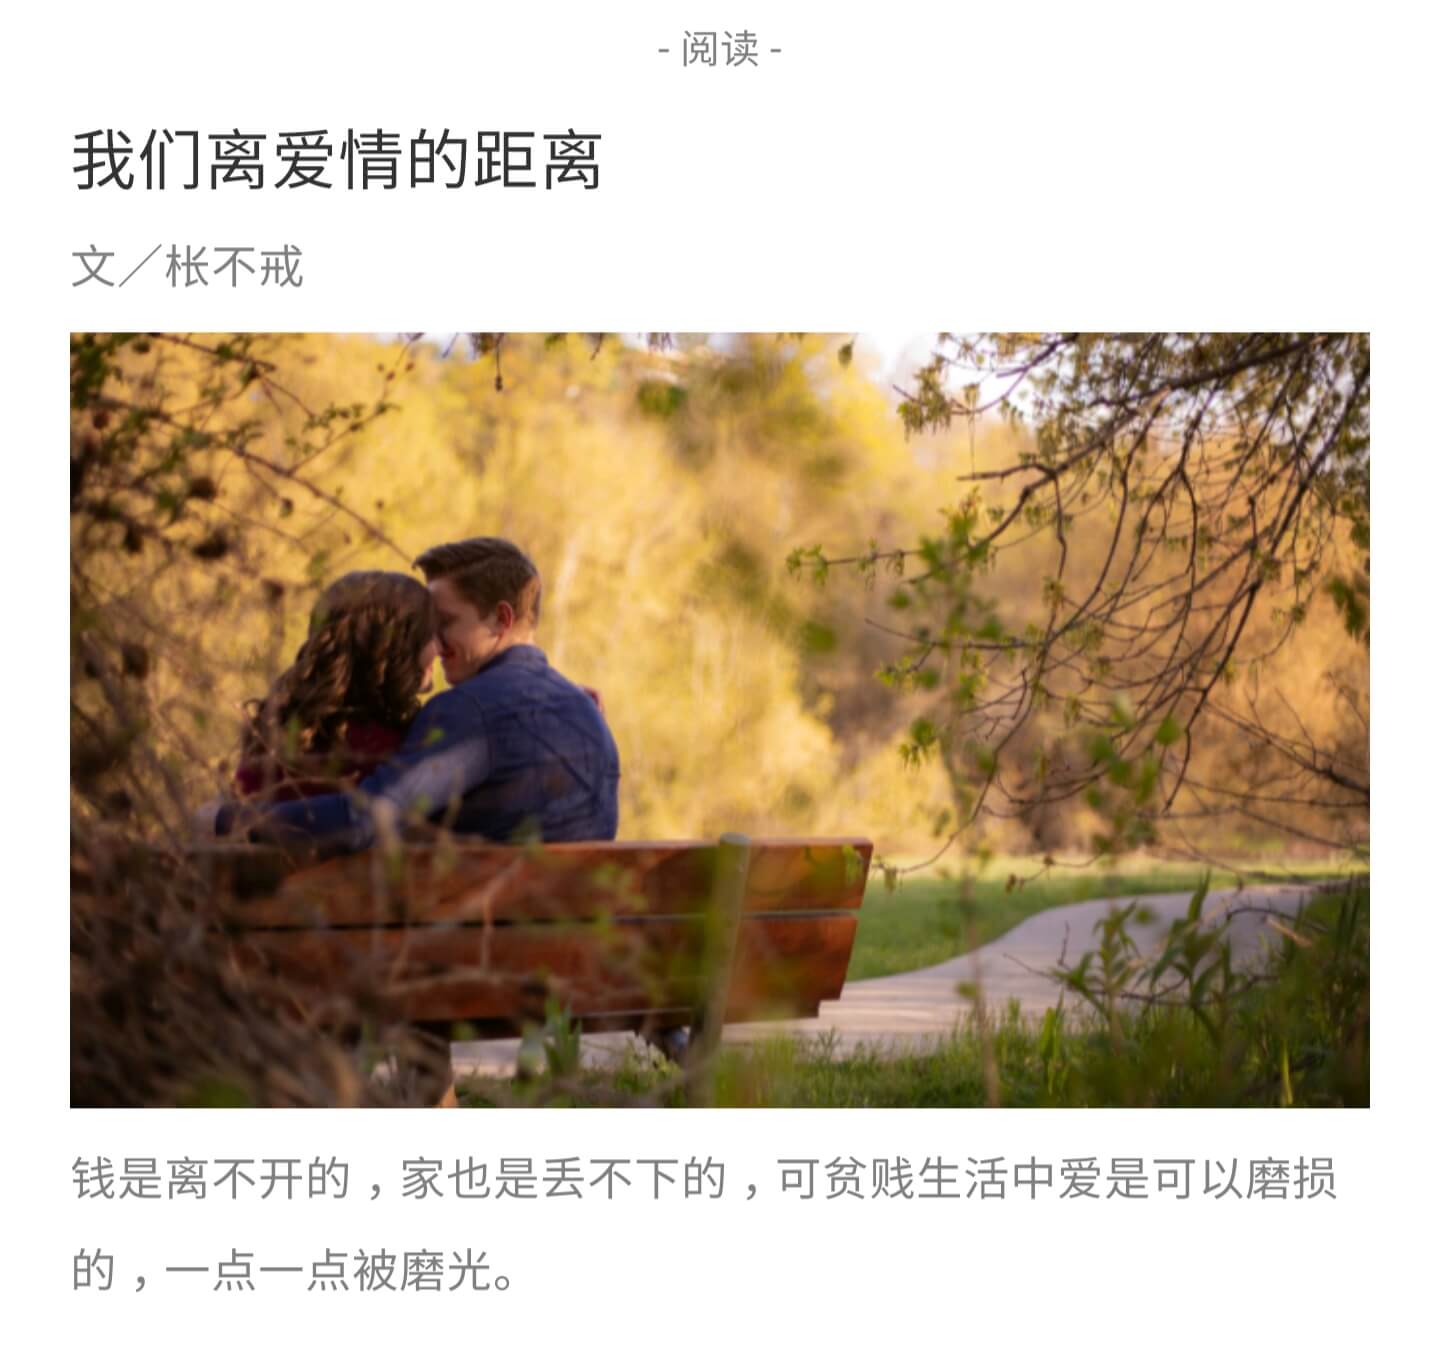 - 阅读 -
我们离爱情的距离
文／枨不戒
钱是离不开的，家也是丢不下的，可贫贱生活中爱是可以磨损
的，一点一点被磨光。